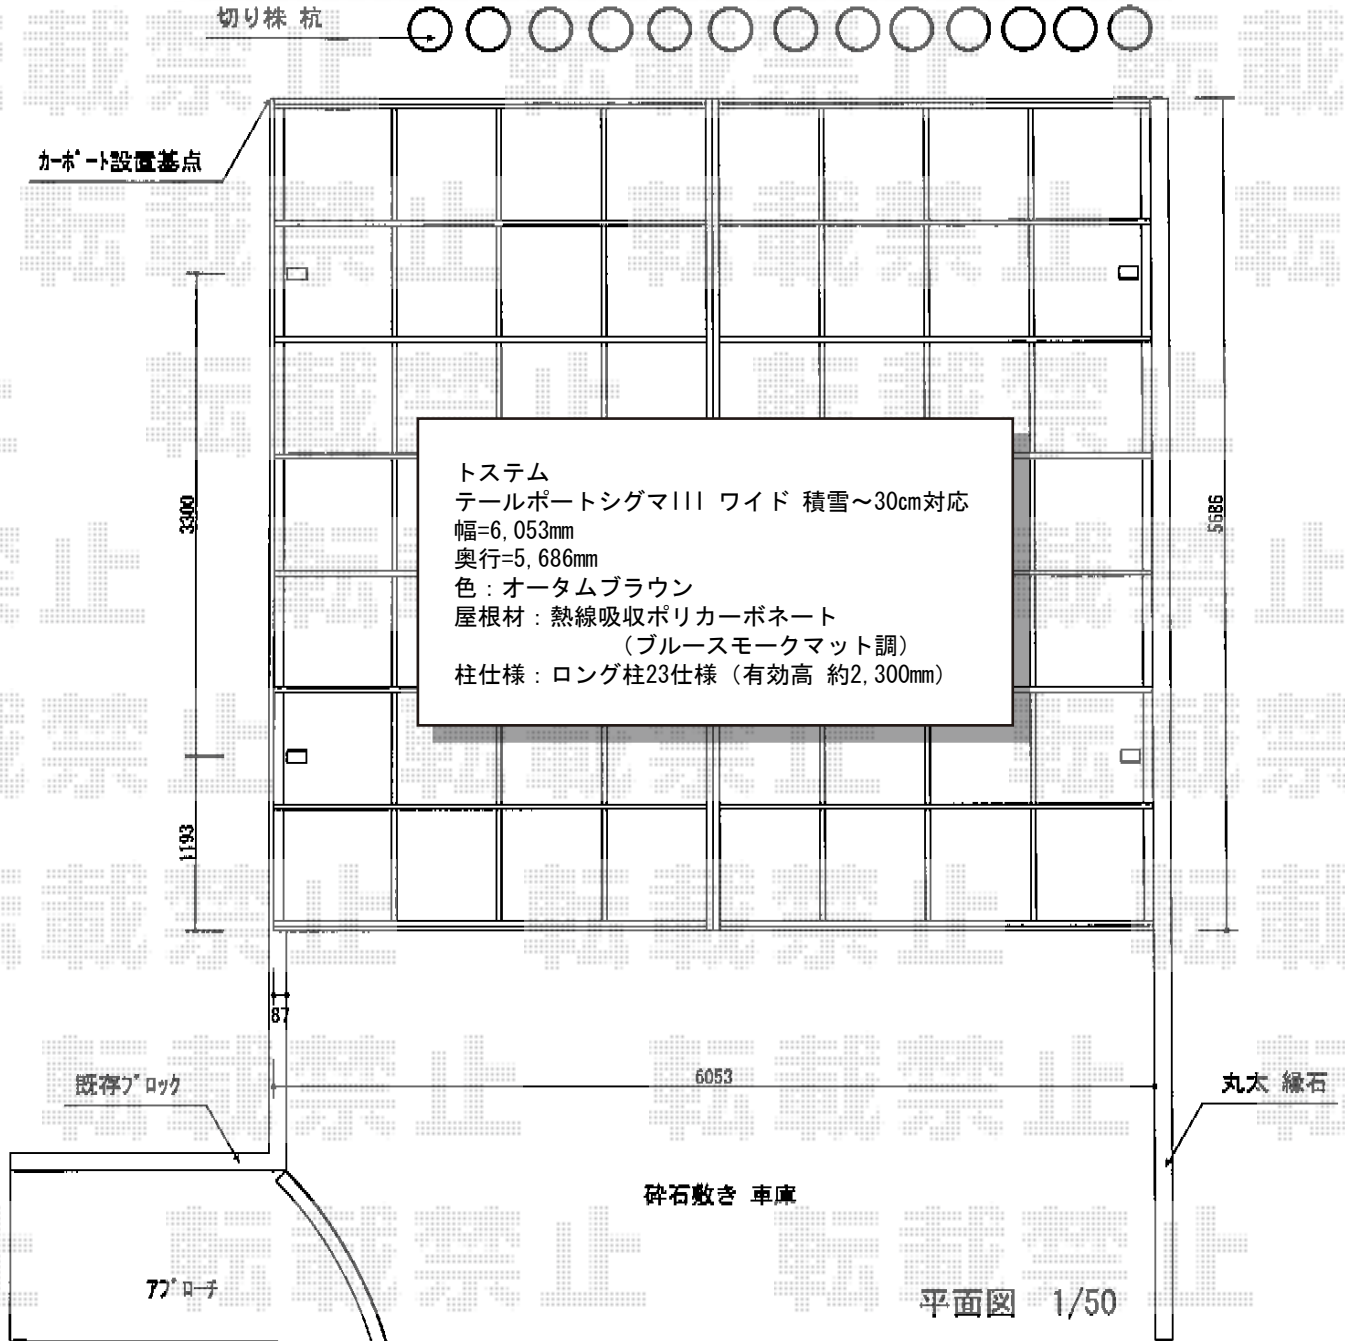 切り株 杭
カーポート設置基点
トステム
テールポートシグマIII ワイド 積雪～30cm対応
幅=6,053mm
奥行=5,686mm
色：オータムブラウン
屋根材：熱線吸収ポリカーボネート
（ブルースモークマット調）
柱仕様：ロング柱23仕様（有効高 約2,300mm）
3300
5686
1193
87
6053
既存ブロック
丸太 縁石
砕石敷き 車庫
アプローチ
平面図 1/50
転載禁止